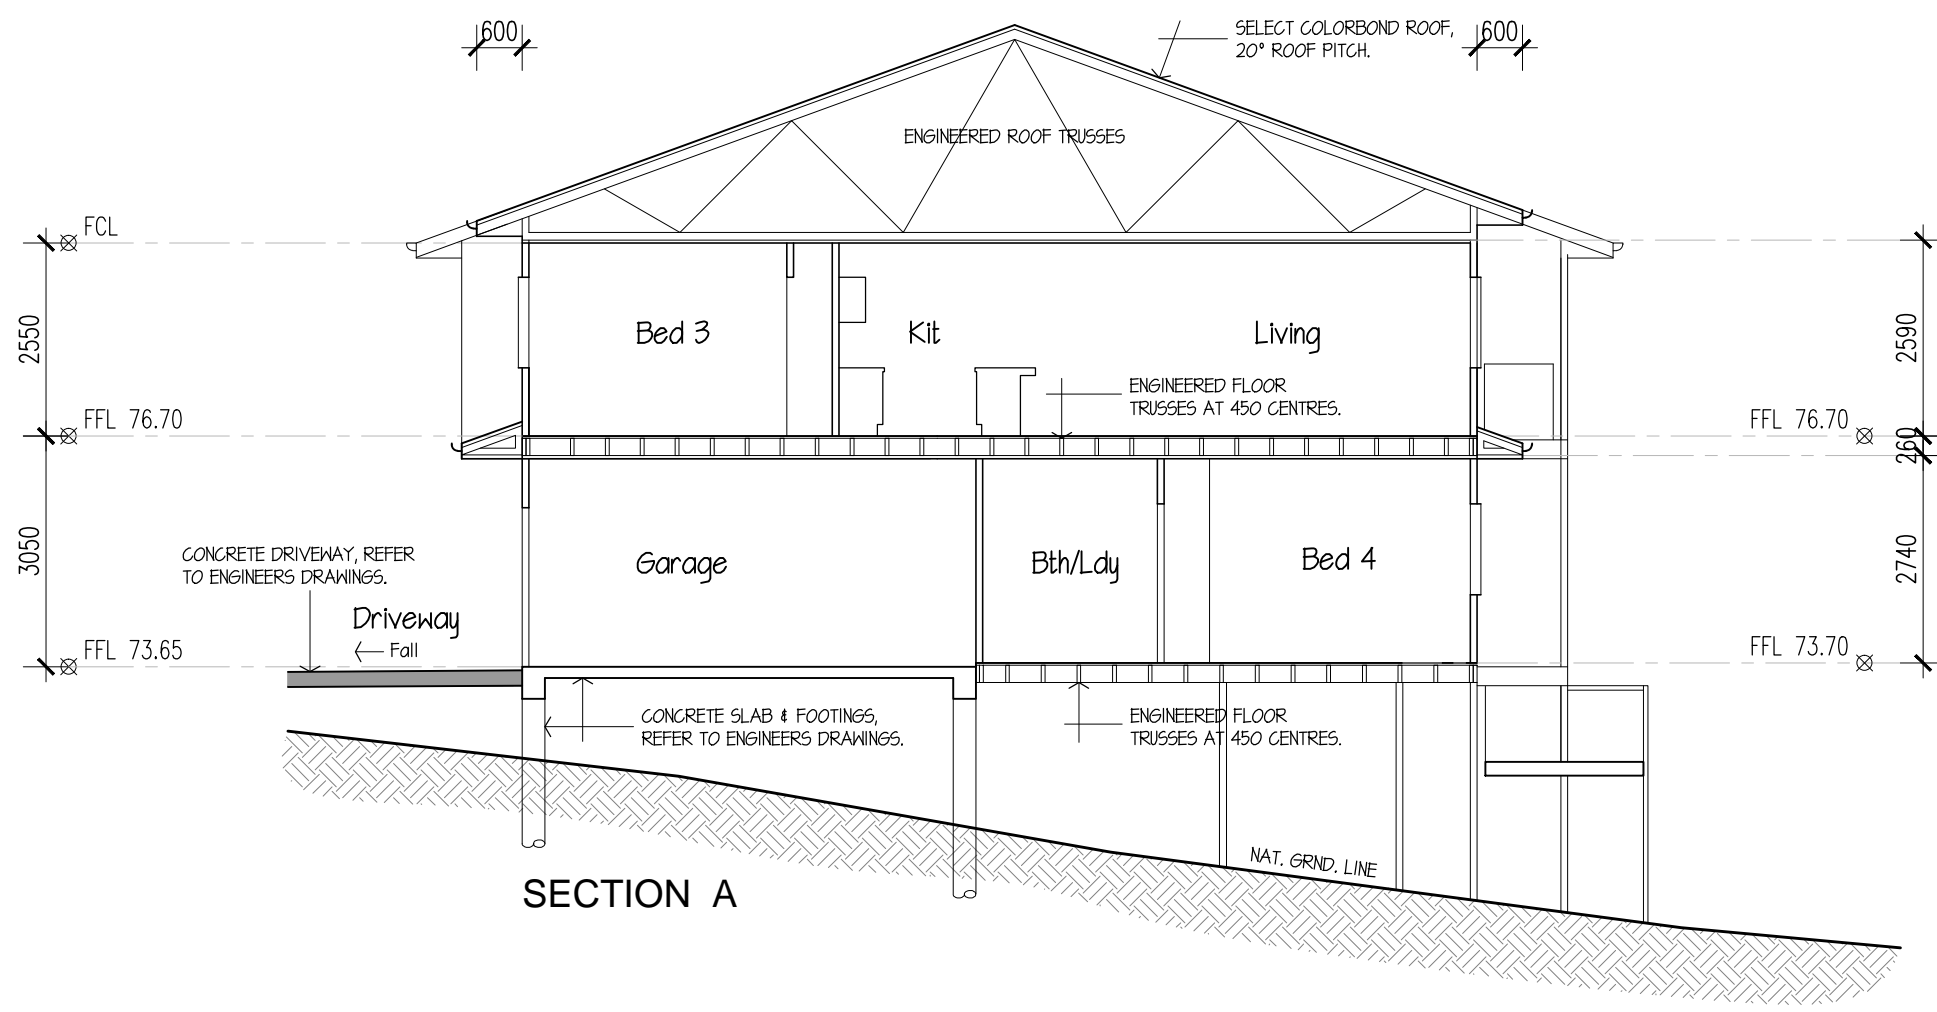 600
SELECT COLORBOND ROOF,
20° ROOF PITCH.
600
ENGINEERED ROOF TRUSSES
FCL
2550
Bed 3
Kit
Living
2590
ENGINEERED FLOOR
TRUSSES AT 450 CENTRES.
FFL 76.70
FFL 76.70
260
3050
CONCRETE DRIVEWAY, REFER
TO ENGINEERS DRAWINGS.
Garage
Bth/Ldy
Bed 4
2740
Driveway
Fall
FFL 73.65
FFL 73.70
CONCRETE SLAB & FOOTINGS,
REFER TO ENGINEERS DRAWINGS.
ENGINEERED FLOOR
TRUSSES AT 450 CENTRES.
NAT. GRND. LINE
SECTION A